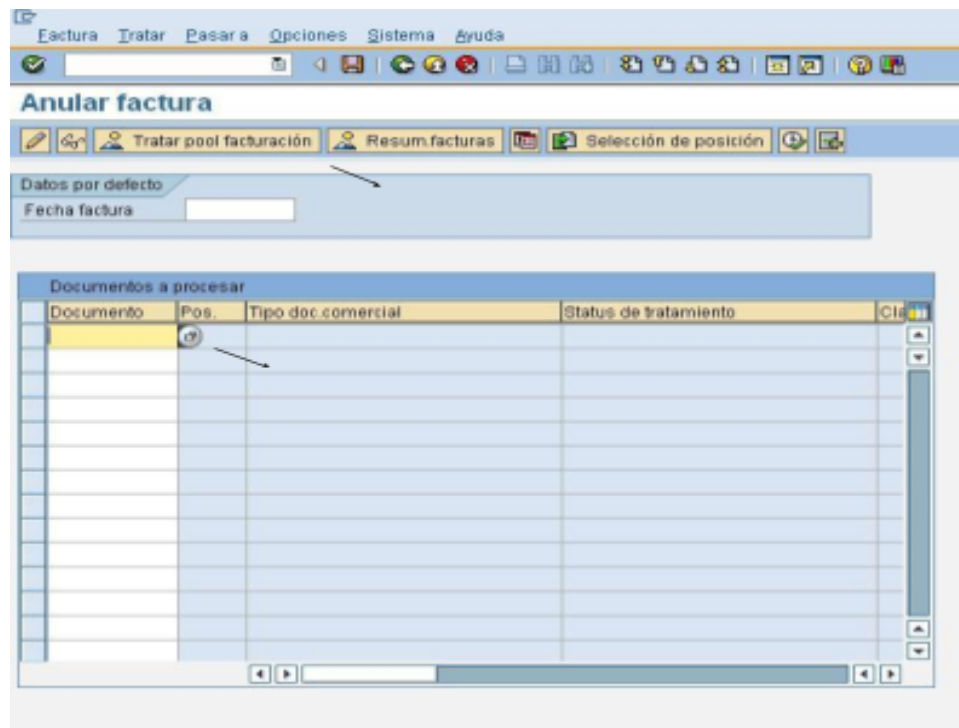 Factura Tratar Pasar a Opciones Sistema Ayuda
Anular factura
Tratar pool facturación Resum.facturas Selección de posición
Datos por defecto
Fecha factura
Documentos a procesar
Documento Pos. Tipo doc.comercial Status de tratamiento Cla